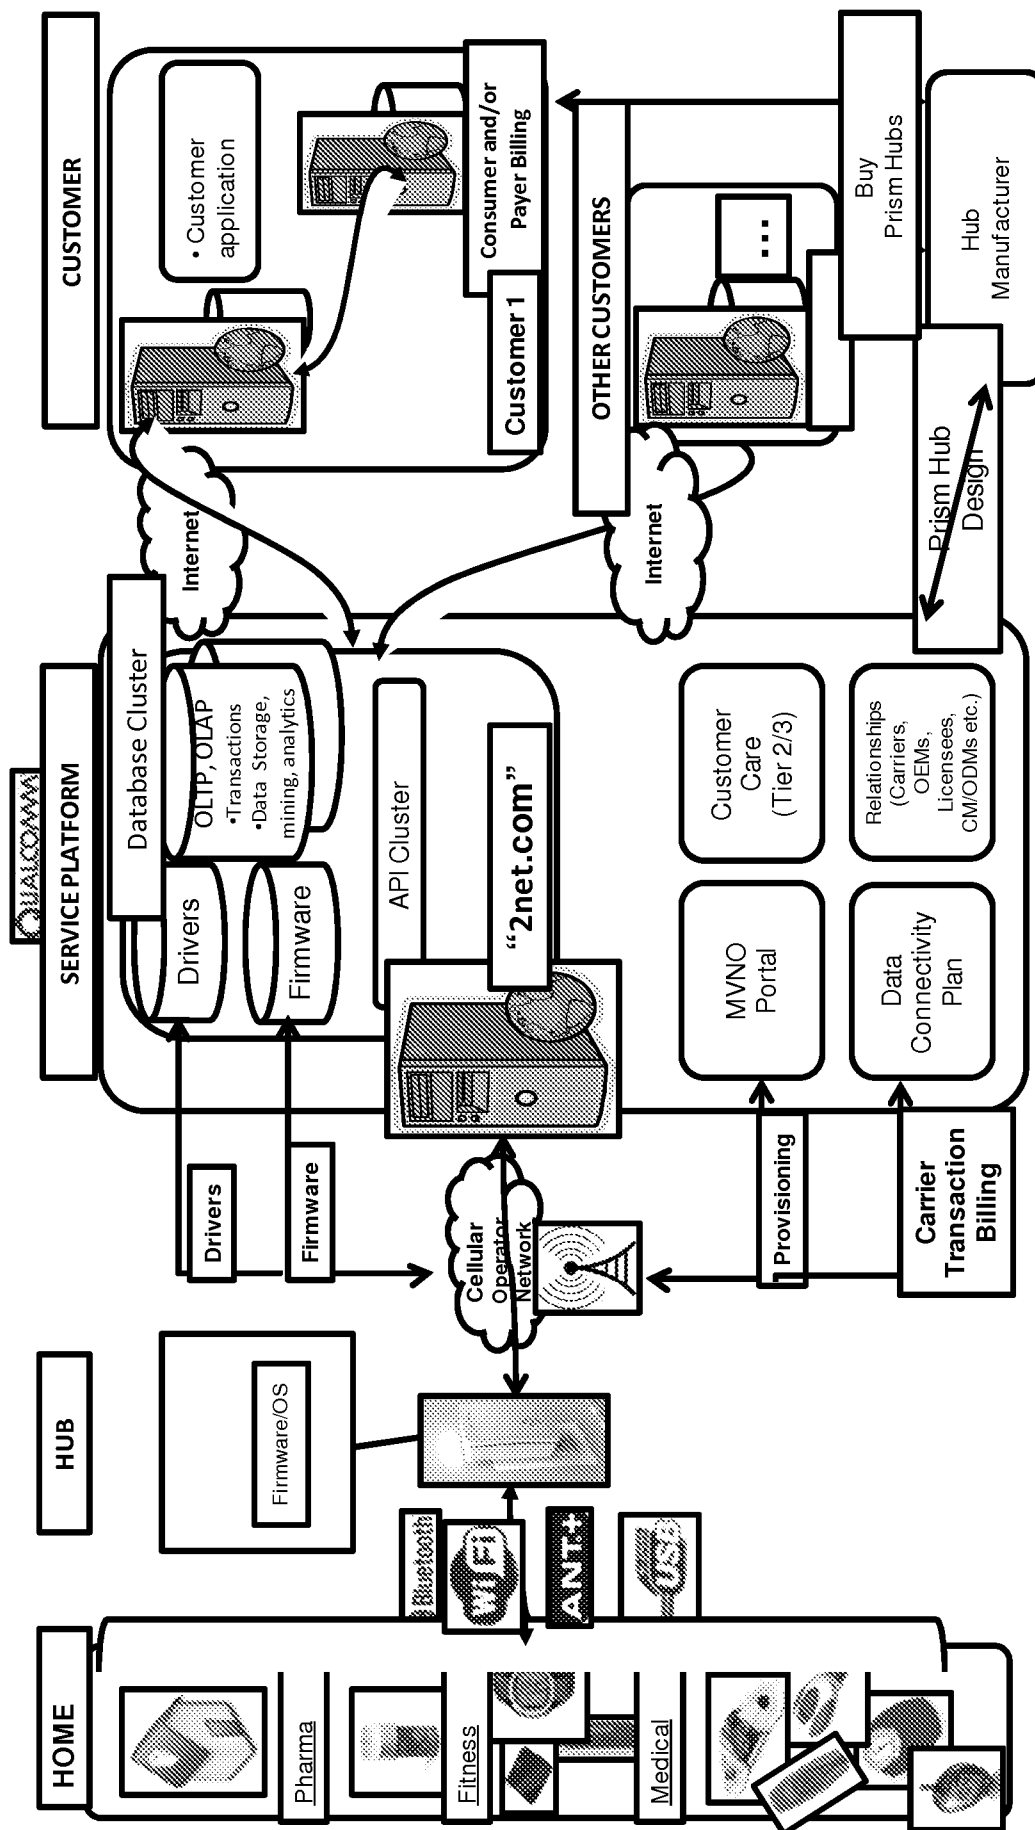 HOME
Pharma
Fitness
Medical
Bluetooth
Wi Fi
ANT+
USB
HUB
Firmware/OS
Drivers
Firmware
Cellular
Operator
Network
Provisioning
Carrier
Transaction
Billing
QUALCOMM
SERVICE PLATFORM
Database Cluster
Drivers
Firmware
OLTP, OLAP
•Transactions
•Data Storage,
mining, analytics
API Cluster
“2net.com”
MVNO
Portal
Customer
Care
(Tier 2/3)
Data
Connectivity
Plan
Relationships
(Carriers,
OEMs,
Licensees,
CM/ODMs etc.)
Internet
Internet
CUSTOMER
• Customer
application
Consumer and/or
Payer Billing
Customer 1
OTHER CUSTOMERS
...
Prism Hub
Design
Buy
Prism Hubs
Hub
Manufacturer